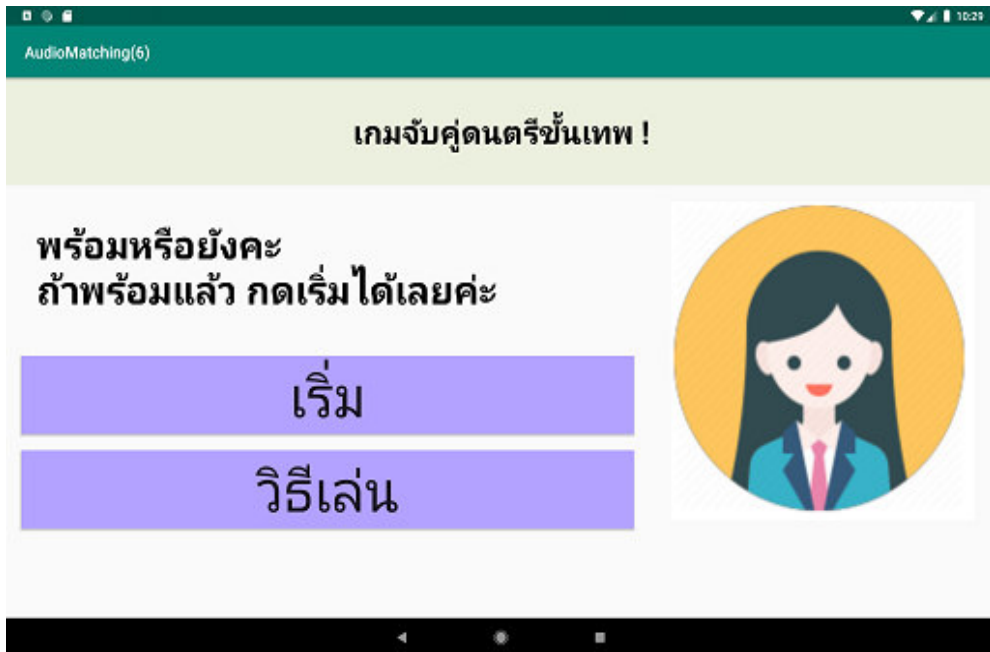 10:29
AudioMatching(6)
เกมจับคู่ดนตรีขั้นเทพ !
พร้อมหรือยังคะ
ถ้าพร้อมแล้ว กดเริ่มได้เลยค่ะ
เริ่ม
วิธีเล่น